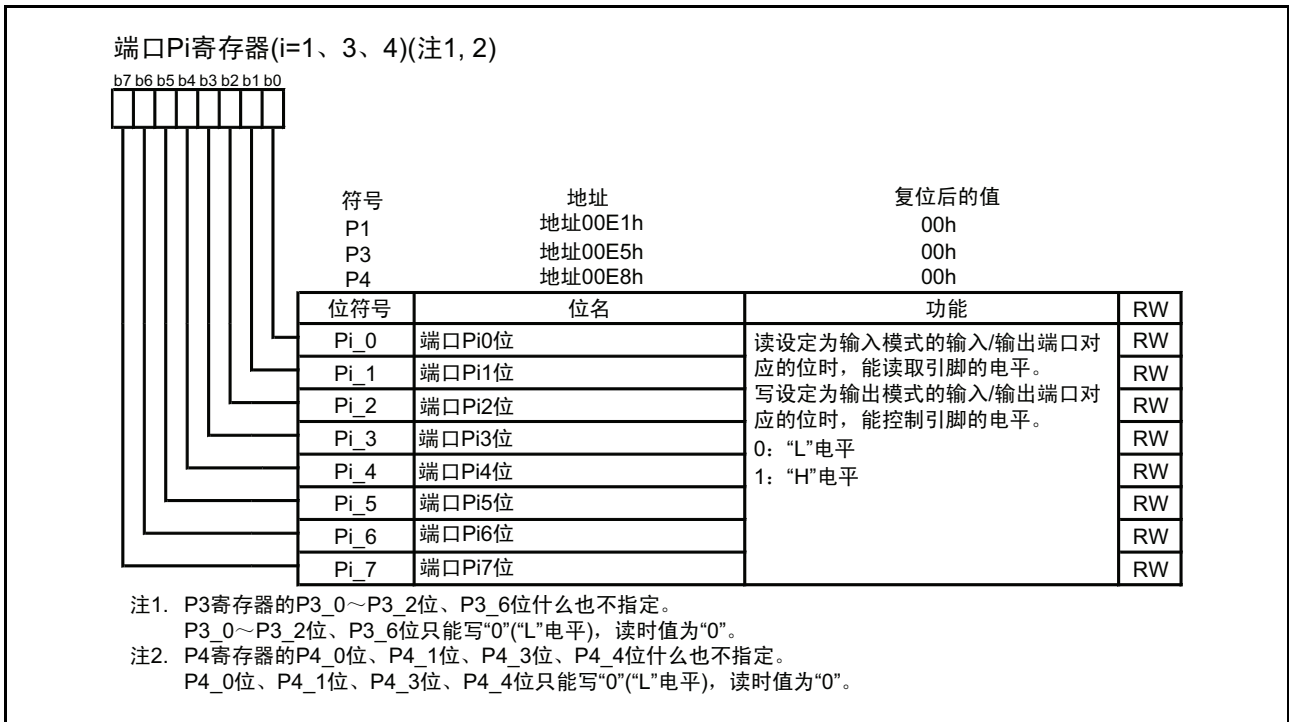 端口Pi寄存器(i=1、3、4)(注1, 2)
b7 b6 b5 b4 b3 b2 b1 b0
符号 地址 复位后的值
P1 地址00E1h 00h
P3 地址00E5h 00h
P4 地址00E8h 00h
位符号 位名 功能 RW
Pi_0 端口Pi0位 RW
Pi_1 端口Pi1位 RW
Pi_2 端口Pi2位 RW
Pi_3 端口Pi3位 RW
Pi_4 端口Pi4位 RW
Pi_5 端口Pi5位 RW
Pi_6 端口Pi6位 RW
Pi_7 端口Pi7位 RW
读设定为输入模式的输入/输出端口对
应的位时，能读取引脚的电平。
写设定为输出模式的输入/输出端口对
应的位时，能控制引脚的电平。
0：“L”电平
1：“H”电平
注1. P3寄存器的P3_0～P3_2位、P3_6位什么也不指定。
P3_0～P3_2位、P3_6位只能写“0”(“L”电平)，读时值为“0”。
注2. P4寄存器的P4_0位、P4_1位、P4_3位、P4_4位什么也不指定。
P4_0位、P4_1位、P4_3位、P4_4位只能写“0”(“L”电平)，读时值为“0”。